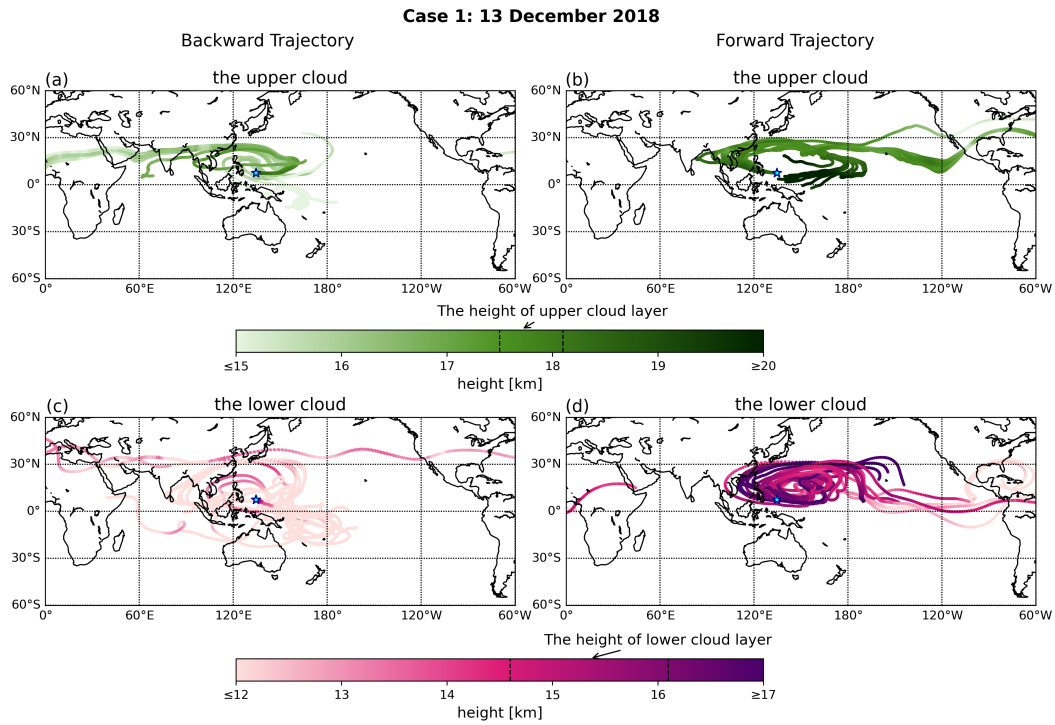 Case 1: 13 December 2018
Backward Trajectory Forward Trajectory
(a) the upper cloud
60°N
30°N
0°
30°S
60°S
0° 60°E 120°E 180° 120°W 60°W
(b) the upper cloud
60°N
30°N
0°
30°S
60°S
0° 60°E 120°E 180° 120°W 60°W
The height of upper cloud layer
≤15 16 17 18 19 ≥20
height [km]
(c) the lower cloud
60°N
30°N
0°
30°S
60°S
0° 60°E 120°E 180° 120°W 60°W
(d) the lower cloud
60°N
30°N
0°
30°S
60°S
0° 60°E 120°E 180° 120°W 60°W
The height of lower cloud layer
≤12 13 14 15 16 ≥17
height [km]